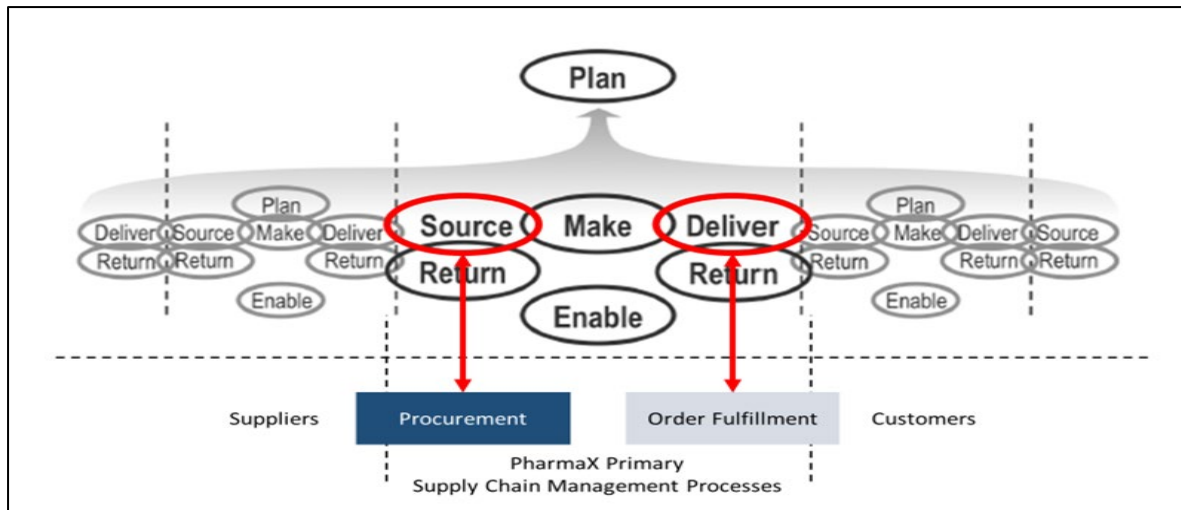 Plan
Plan
Plan
Deliver Source Make Deliver Source Make Deliver Source Make Deliver Source
Return Return Return Return Return Return Return Return
Enable Enable Enable
Suppliers Procurement Order Fulfillment Customers
PharmaX Primary
Supply Chain Management Processes